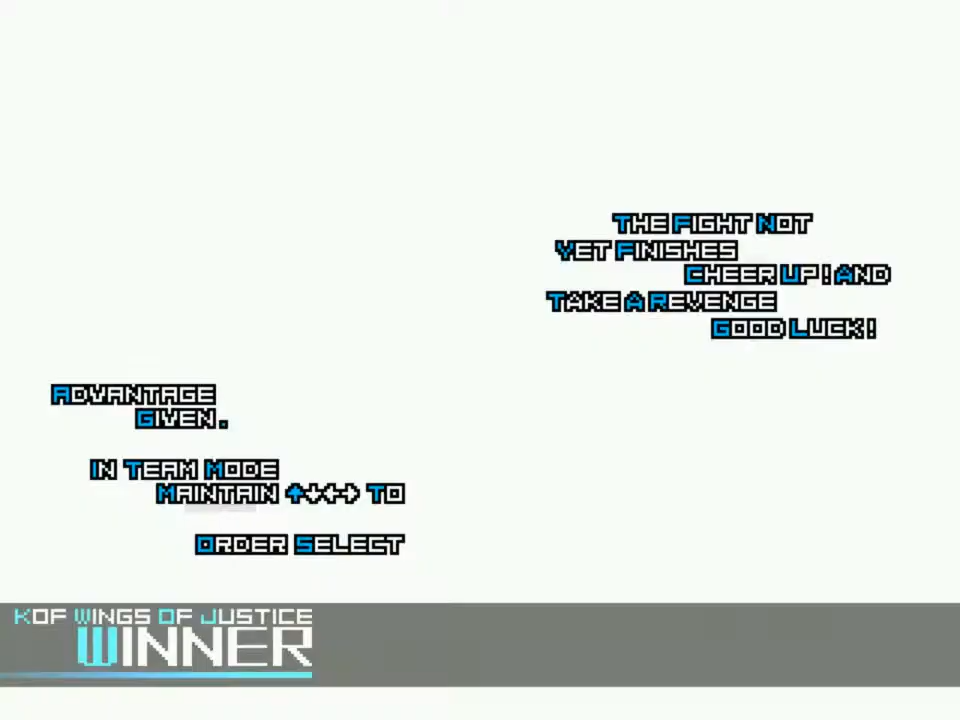 THE FIGHT NOT
YET FINISHES
CHEER UP! AND
TAKE A REVENGE
GOOD LUCK!
ADVANTAGE
GIVEN.
IN TEAM MODE
MAINTAIN ↑↓←→ TO
ORDER SELECT
KOF WINGS OF JUSTICE
WINNER